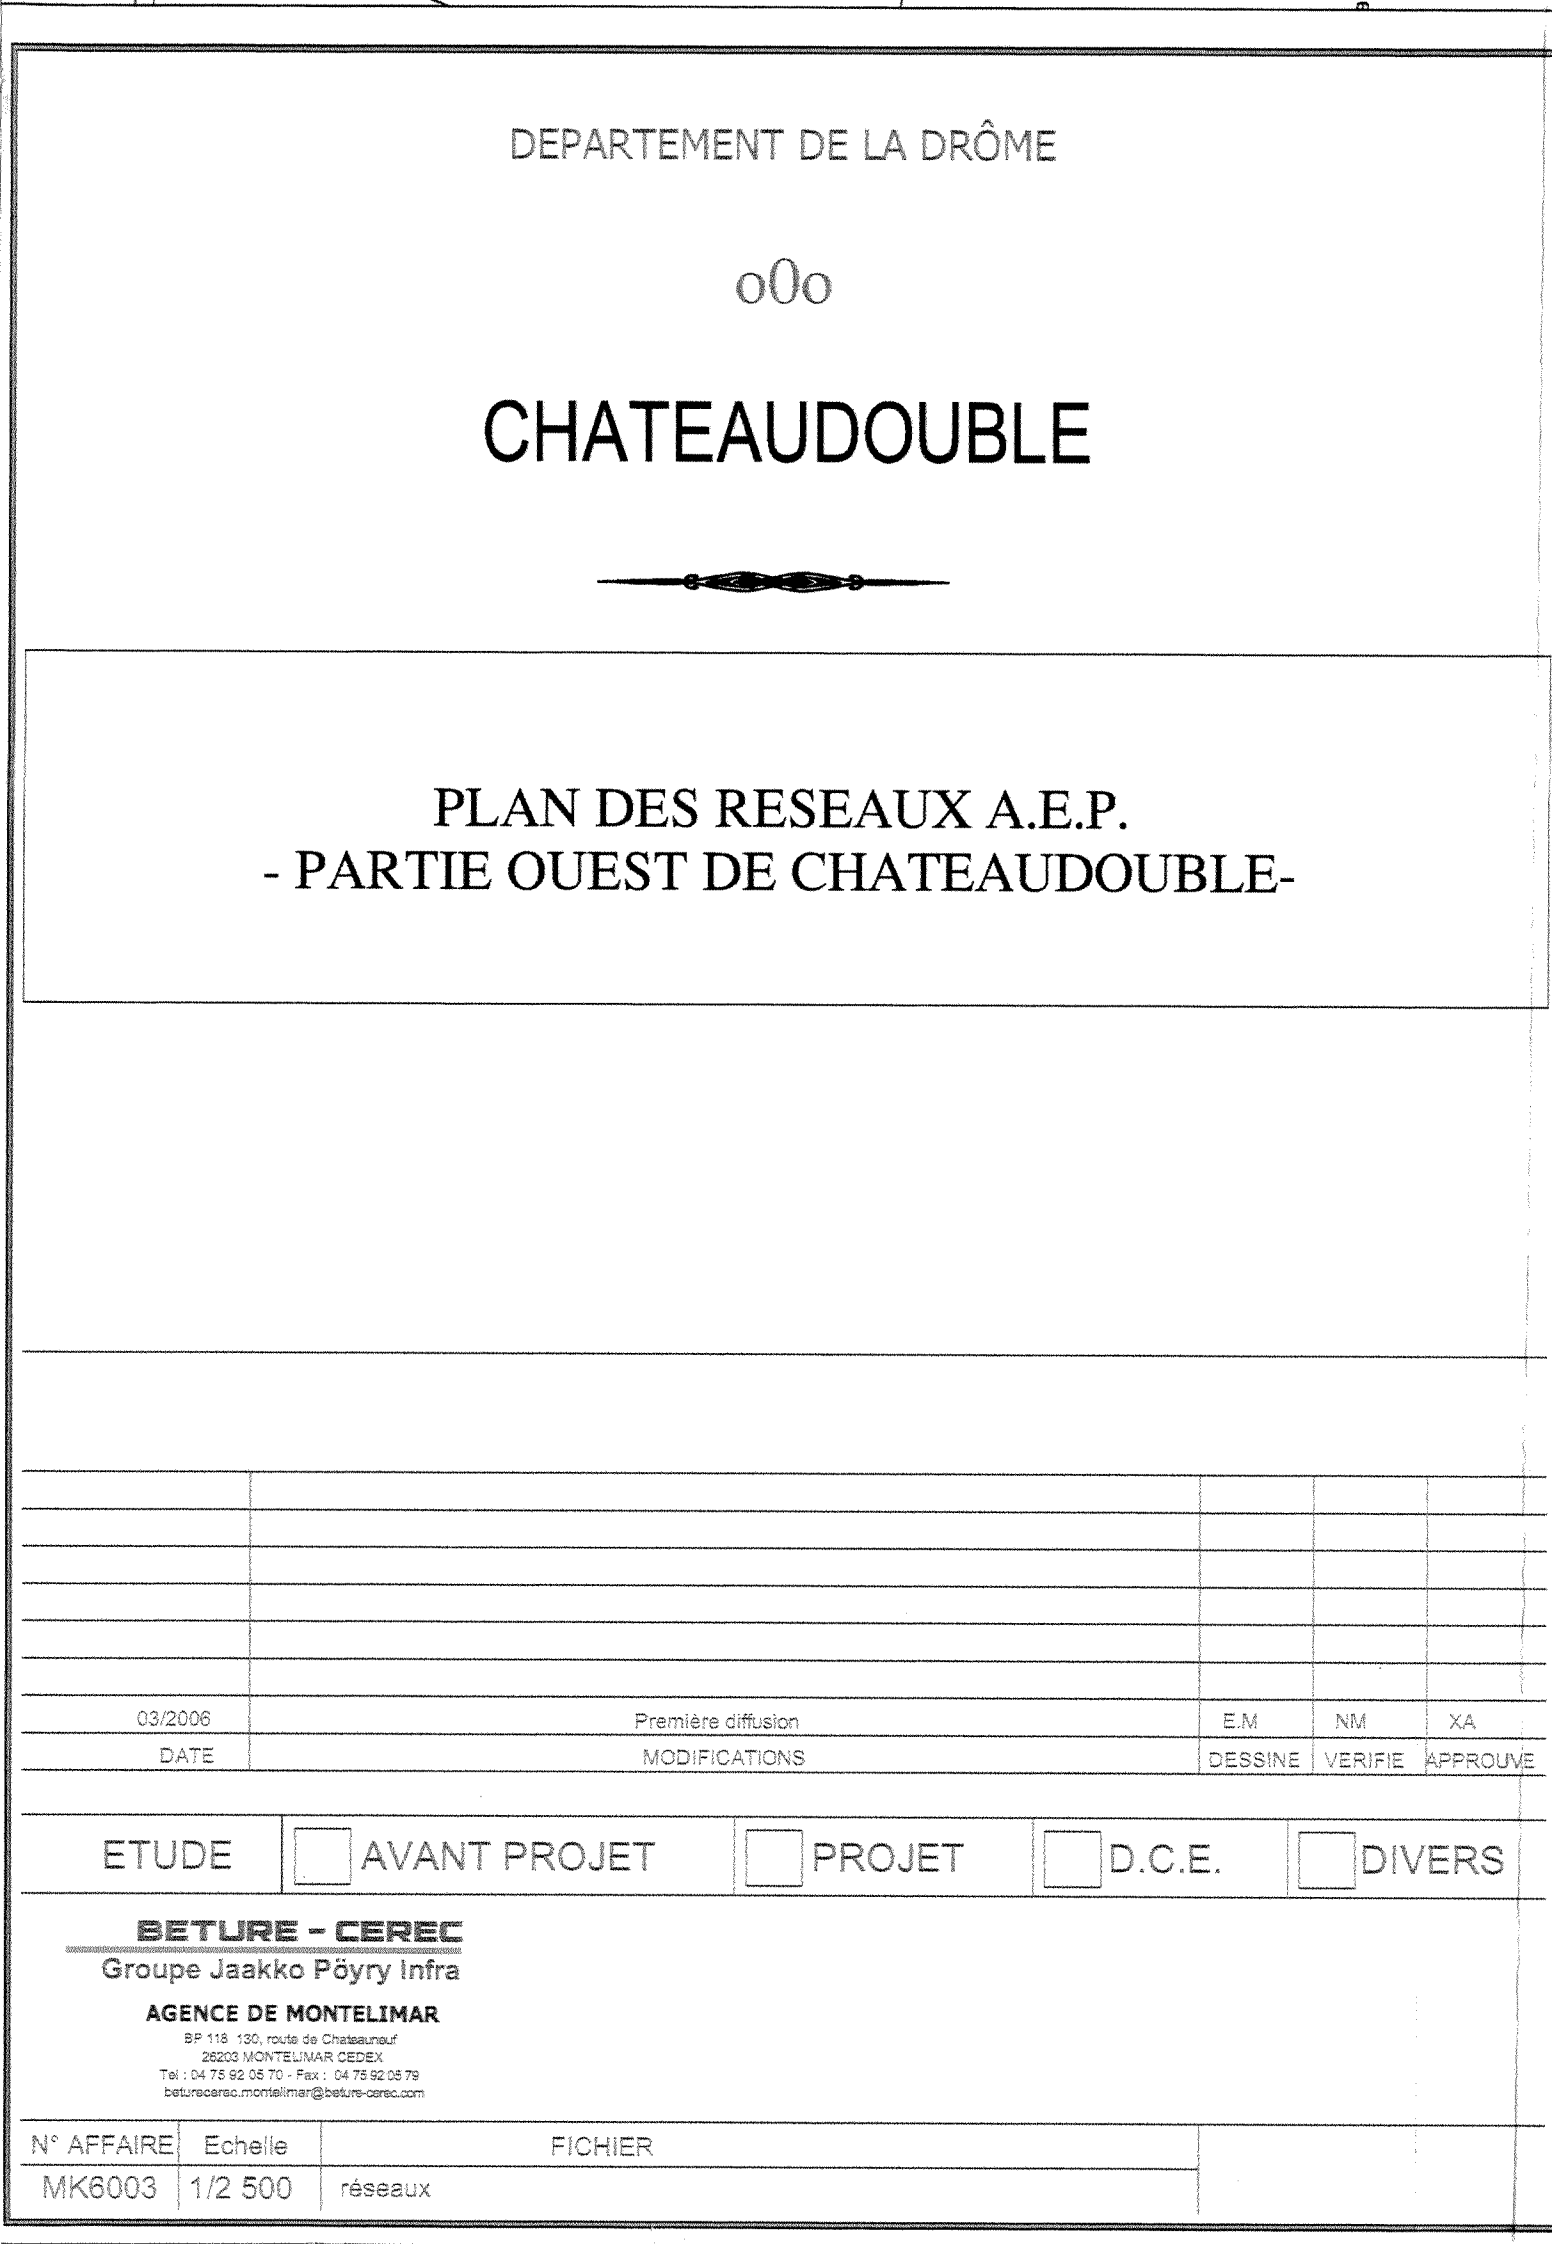 DEPARTEMENT DE LA DRÔME
o0o
CHATEAUDOUBLE
PLAN DES RESEAUX A.E.P.
- PARTIE OUEST DE CHATEAUDOUBLE-
03/2006 Première diffusion E.M NM XA
DATE MODIFICATIONS DESSINE VERIFIE APPROUVE
ETUDE AVANT PROJET PROJET D.C.E. DIVERS
BETURE - CEREC
Groupe Jaakko Pöyry Infra
AGENCE DE MONTELIMAR
BP 118 130, route de Chateauneuf
26203 MONTELIMAR CEDEX
Tel : 04 75 92 05 70 - Fax : 04 75 92 05 79
beturecerec.montelimar@beture-cerec.com
N° AFFAIRE Echelle FICHIER
MK6003 1/2 500 réseaux